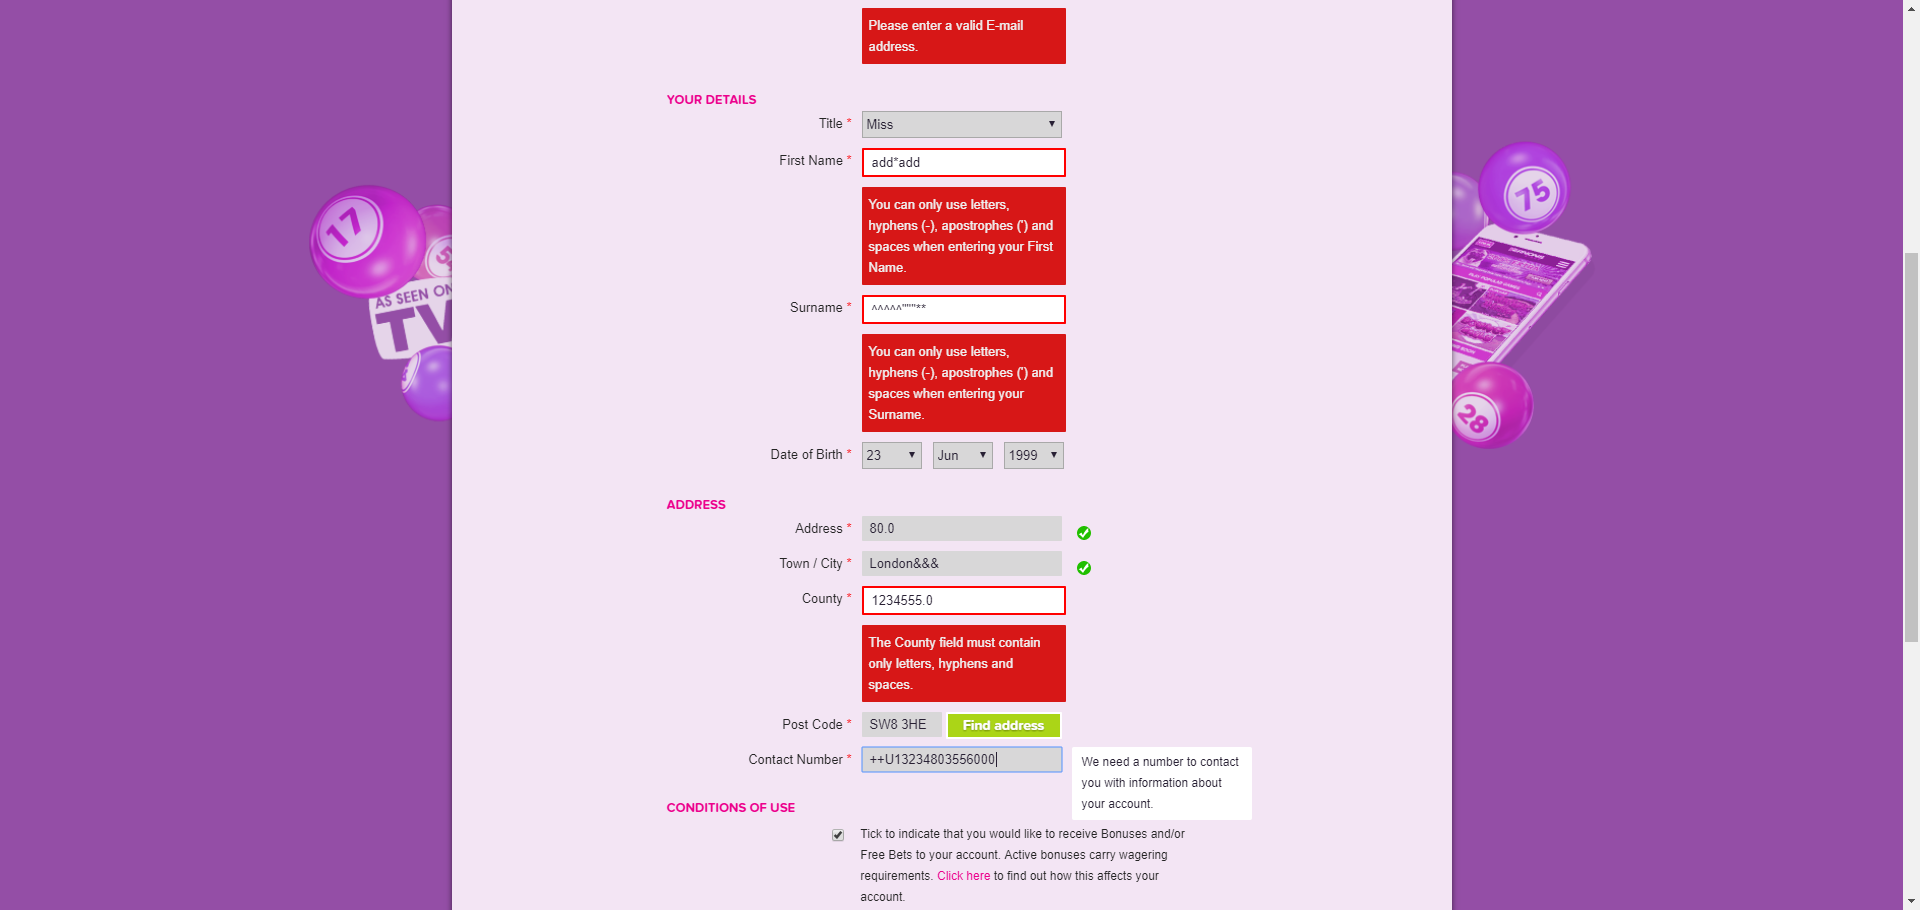 Please enter a valid E-mail
address.
YOUR DETAILS
Title *
Miss
First Name *
add*add
You can only use letters,
hyphens (-), apostrophes (') and
spaces when entering your First
Name.
Surname *
^^^^^"""**
You can only use letters,
hyphens (-), apostrophes (') and
spaces when entering your
Surname.
Date of Birth *
23
Jun
1999
ADDRESS
Address *
80.0
Town / City *
London&&&
County *
1234555.0
The County field must contain
only letters, hyphens and
spaces.
Post Code *
SW8 3HE
Find address
Contact Number *
++U13234803556000
We need a number to contact
you with information about
your account.
CONDITIONS OF USE
Tick to indicate that you would like to receive Bonuses and/or
Free Bets to your account. Active bonuses carry wagering
requirements. Click here to find out how this affects your
account.
17
AS SEEN ON
TV
75
28